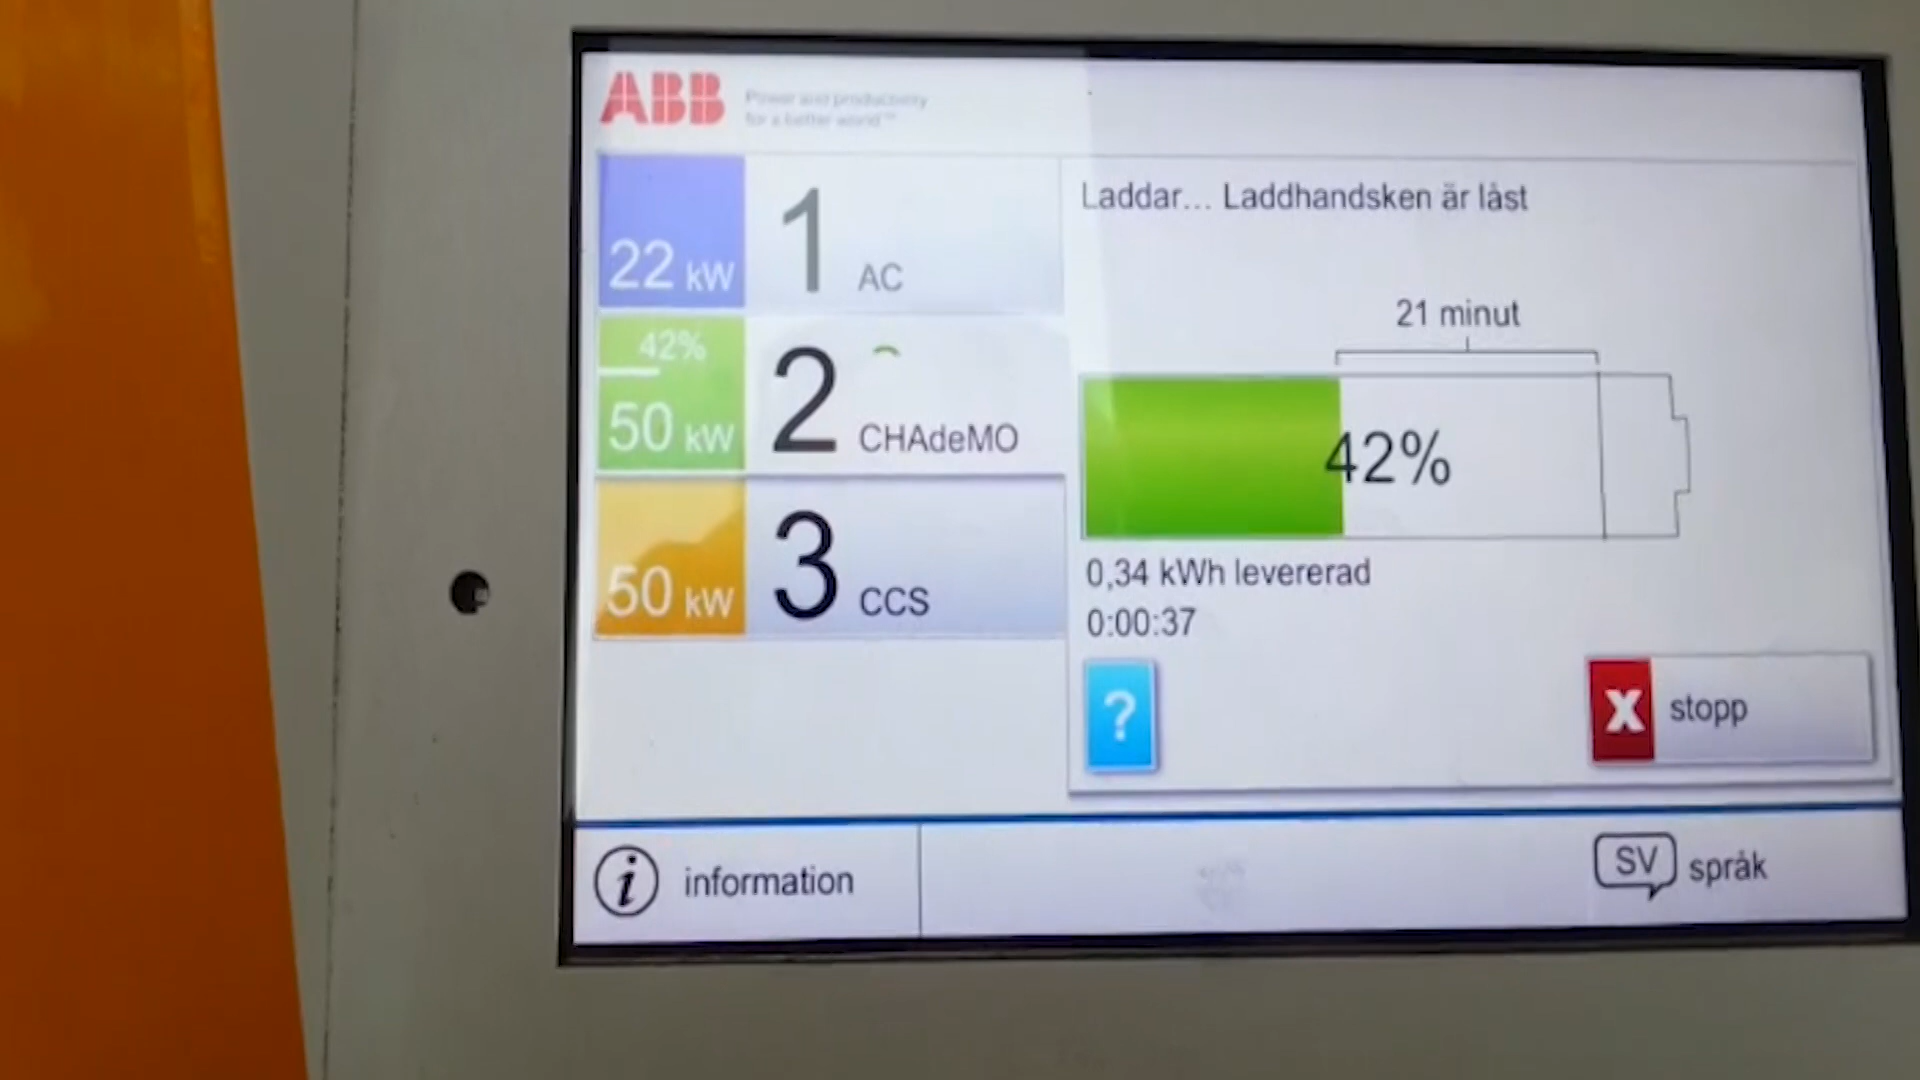 ABB
Power and productivity
for a better world™
22 kW
1 AC
42%
50 kW
2 CHAdeMO
50 kW
3 CCS
Laddar... Laddhandsken är låst
21 minut
42%
0,34 kWh levererad
0:00:37
?
X stopp
i information
SV språk